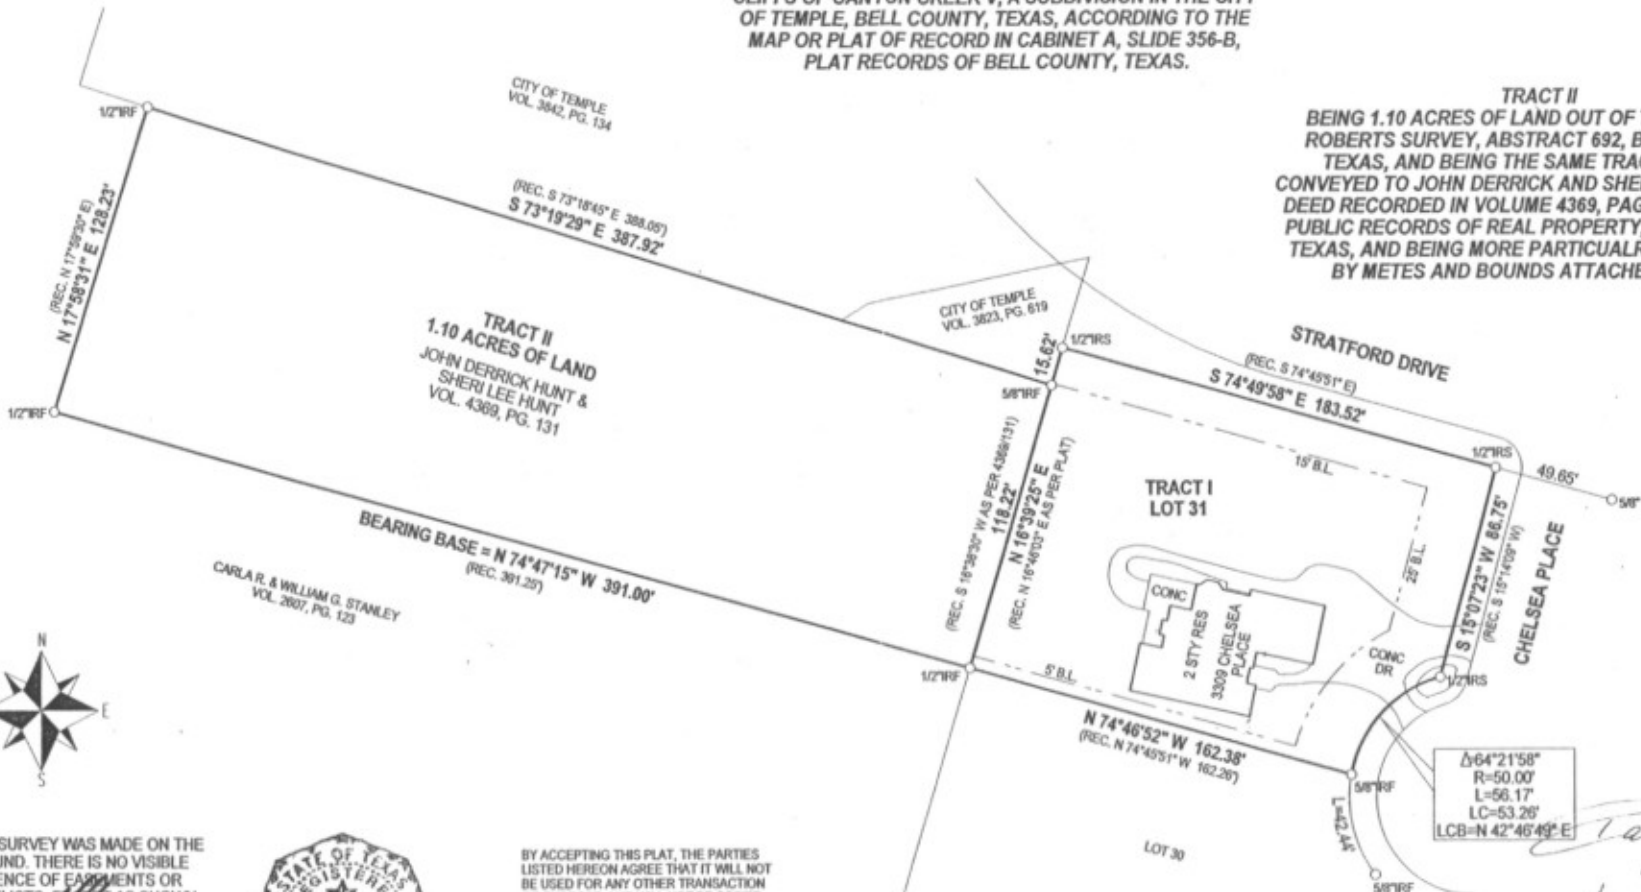 OF TEMPLE, BELL COUNTY, TEXAS, ACCORDING TO THE
MAP OR PLAT OF RECORD IN CABINET A, SLIDE 356-B,
PLAT RECORDS OF BELL COUNTY, TEXAS.
TRACT II
BEING 1.10 ACRES OF LAND OUT OF
ROBERTS SURVEY, ABSTRACT 692, B
TEXAS, AND BEING THE SAME TRA
CONVEYED TO JOHN DERRICK AND SHE
DEED RECORDED IN VOLUME 4369, PAG
PUBLIC RECORDS OF REAL PROPERTY,
TEXAS, AND BEING MORE PARTICUALR
BY METES AND BOUNDS ATTACHE
CITY OF TEMPLE
VOL. 3842, PG. 134
1/2"IRF
(REC. S 73°18'45" E 388.05')
S 73°19'29" E 387.92'
(REC. N 17°59'30" E)
N 17°58'31" E 128.23'
CITY OF TEMPLE
VOL. 3823, PG. 619
TRACT II
1.10 ACRES OF LAND
JOHN DERRICK HUNT &
SHERI LEE HUNT
VOL. 4369, PG. 131
15.62'
1/2"IRS
STRATFORD DRIVE
(REC. S 74°45'51" E)
S 74°49'58" E 183.52'
5/8"IRF
1/2"IRF
1/2"IRS
49.65'
5/8"
15' B.L.
TRACT I
LOT 31
(REC. S 16°36'30" W AS PER 4369/131)
118.22'
N 16°39'25" E
(REC. N 16°46'03" E AS PER PLAT)
25' B.L.
S 15°07'23" W 86.75'
(REC. S 15°14'09" W)
CHELSEA PLACE
BEARING BASE = N 74°47'15" W 391.00'
(REC. 391.25')
CARLA R. & WILLIAM G. STANLEY
VOL. 2607, PG. 123
CONC
2 STY RES
3309 CHELSEA
PLACE
CONC
DR
1/2"IRF
5' B.L.
1/2"IRS
N
E
S
N 74°46'52" W 162.38'
(REC. N 74°45'51" W 162.26')
5/8"IRF
Δ64°21'58"
R=50.00'
L=56.17'
LC=53.26'
LCB=N 42°46'49" E
L=42.44'
LOT 30
5/8"IRF
SURVEY WAS MADE ON THE
UND. THERE IS NO VISIBLE
ENCE OF EASEMENTS OR
STATE OF TEXAS
REGISTERED
BY ACCEPTING THIS PLAT, THE PARTIES
LISTED HEREON AGREE THAT IT WILL NOT
BE USED FOR ANY OTHER TRANSACTION